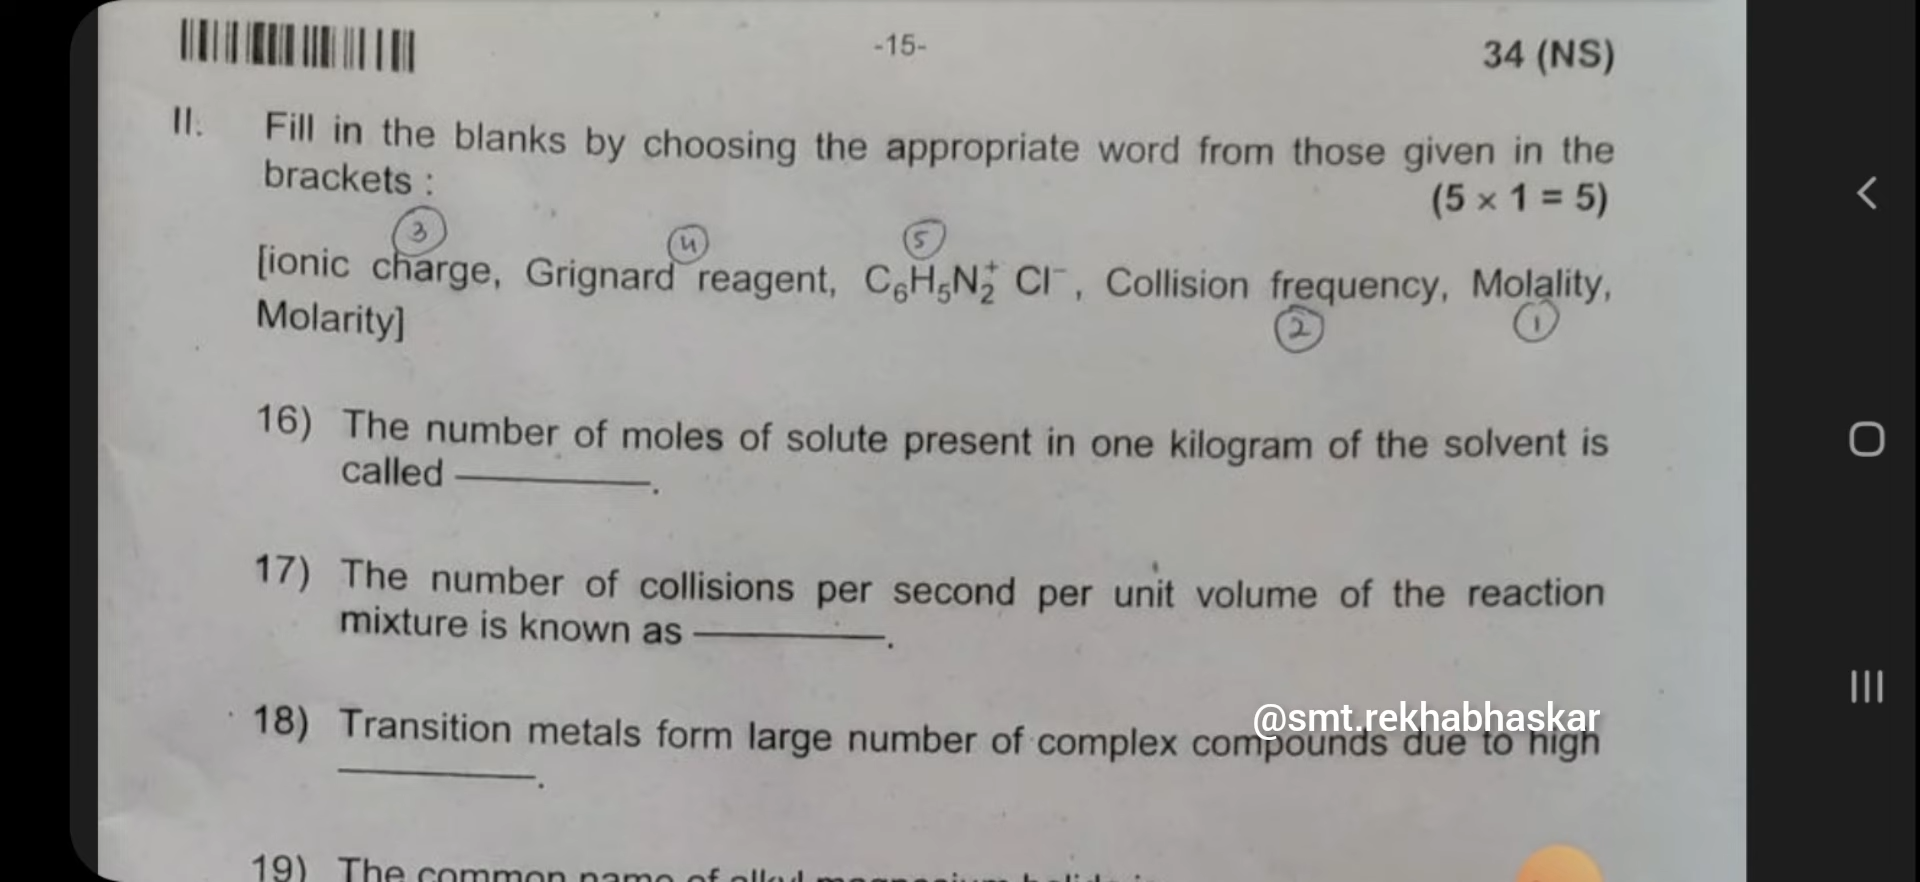 -15-
34 (NS)
II. Fill in the blanks by choosing the appropriate word from those given in the
brackets :
(5 × 1 = 5)
3 4 5
[ionic charge, Grignard reagent, C₆H₅N₂⁺ Cl⁻, Collision frequency, Molality,
Molarity]
2 1
16) The number of moles of solute present in one kilogram of the solvent is
called ————.
17) The number of collisions per second per unit volume of the reaction
mixture is known as ————.
@smt.rekhabhaskar
18) Transition metals form large number of complex compounds due to high
————.
19) The common name of alkyl magnesium halide is